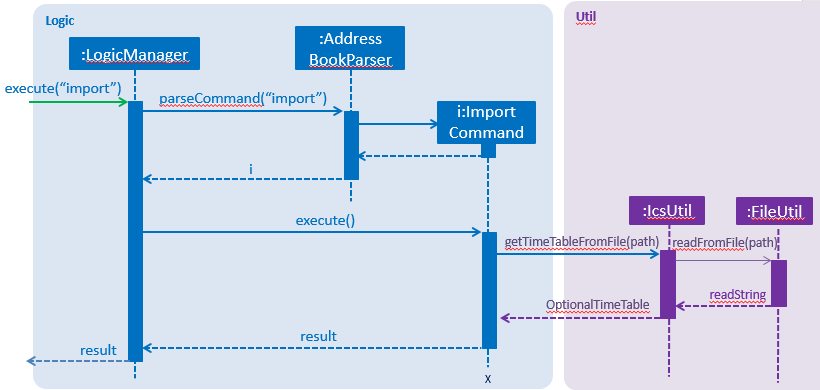 Logic
Util
:LogicManager
:Address
BookParser
execute(“import”)
parseCommand(“import”)
i:Import
Command
i
:IcsUtil
:FileUtil
execute()
getTimeTableFromFile(path)
readFromFile(path)
readString
OptionalTimeTable
result
result
x